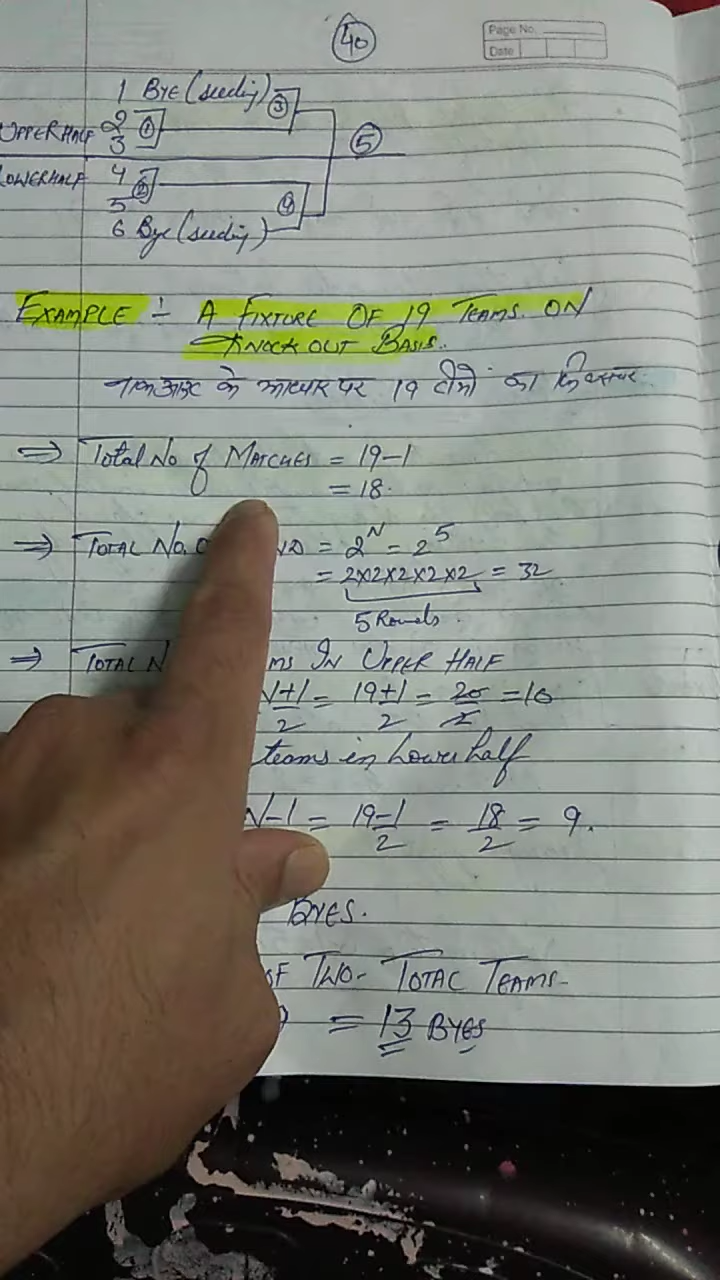 40
Page No.
Date
1 BYE (seeding) 3
UPPER HALF 2 1
3
5
LOWERHALF 4 2
5 4
6 Bye (seeding)
EXAMPLE :- A FIXTURE OF 19 TEAMS ON
KNOCK OUT BASIS.
नाकआउट के आधार पर 19 टीमों का फिक्सचर
⇒ Total No of MATCHES = 19-1
= 18.
⇒ TOTAL NO. = 2^N = 2^5
= 2×2×2×2×2 = 32
5 Rounds.
⇒ TOTAL IN UPPER HALF
N+1/2 = 19+1/2 = 20/2 = 10
teams in lower half
N-1 = 19-1/2 = 18/2 = 9.
BYES.
OF TWO- TOTAL TEAMS-
= 13 BYES